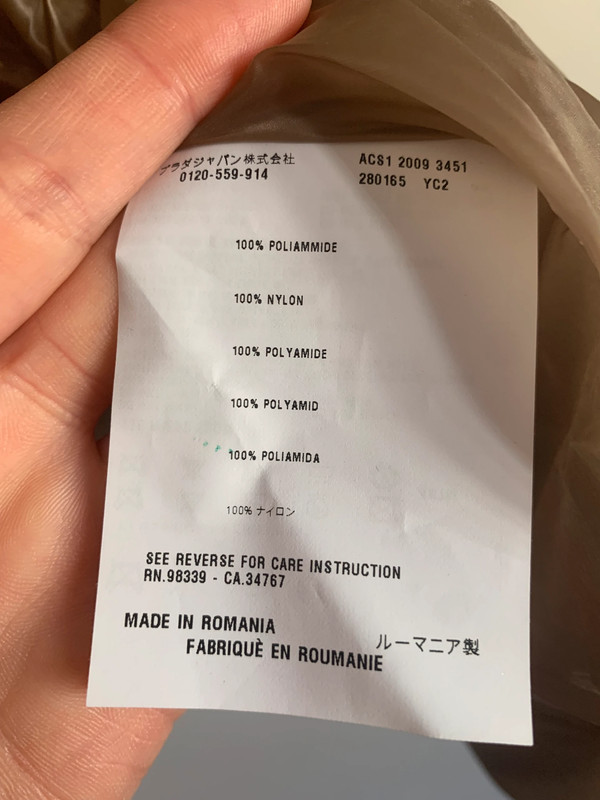 プラダジャパン株式会社
0120-559-914
ACS1 2009 3451
280165 YC2
100% POLIAMMIDE
100% NYLON
100% POLYAMIDE
100% POLYAMID
100% POLIAMIDA
100% ナイロン
SEE REVERSE FOR CARE INSTRUCTION
RN.98339 - CA.34767
MADE IN ROMANIA
FABRIQUÈ EN ROUMANIE
ルーマニア製